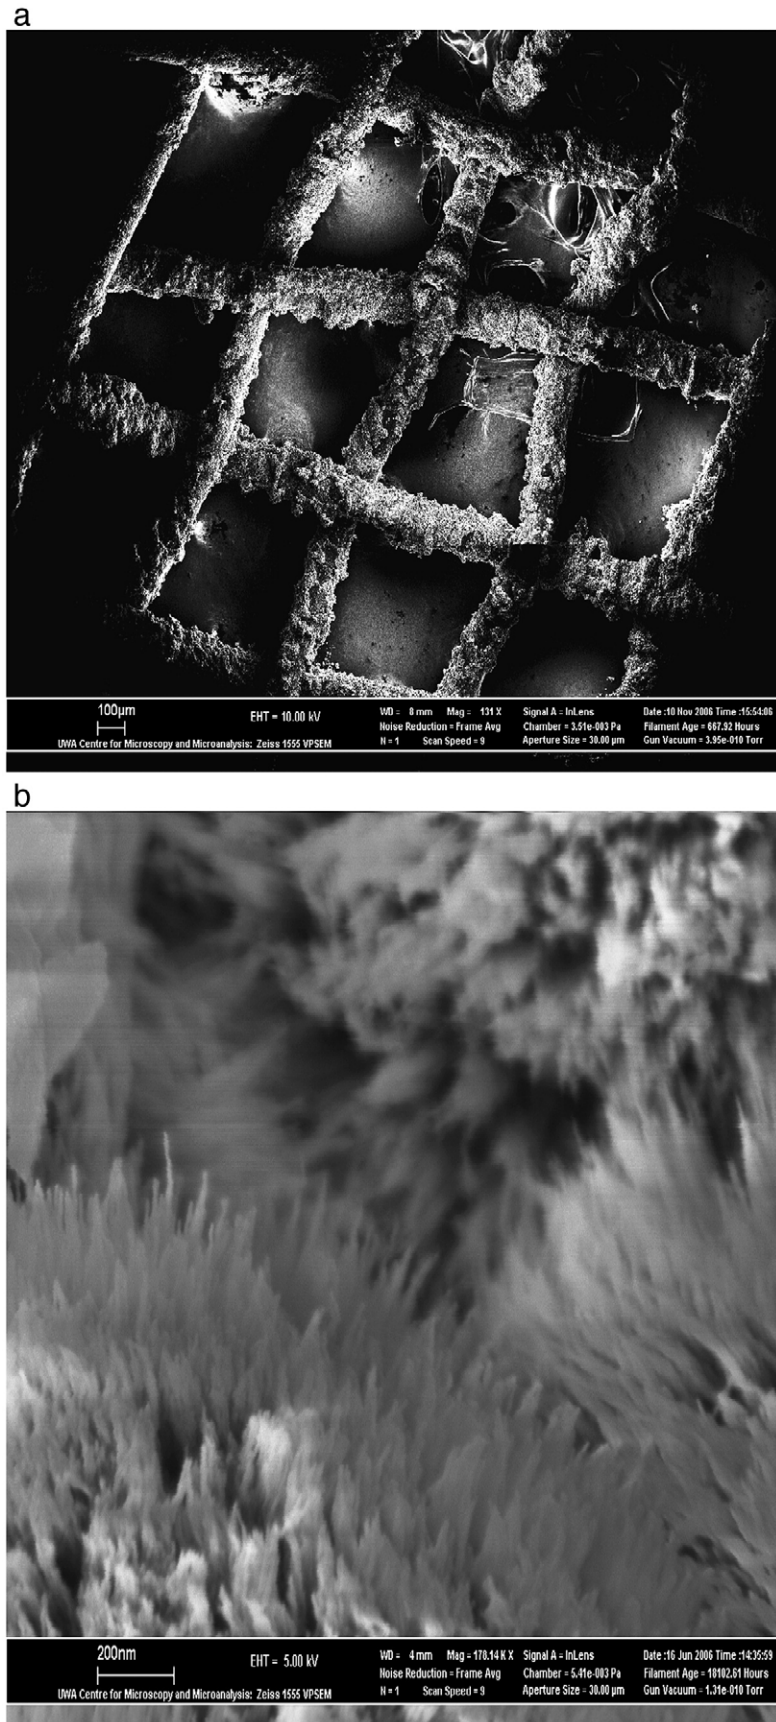 a
100µm
EHT = 10.00 kV
WD = 8 mm Mag = 131 X
Noise Reduction = Frame Avg
N = 1 Scan Speed = 9
Signal A = InLens
Chamber = 3.51e-003 Pa
Aperture Size = 30.00 µm
Date :10 Nov 2006 Time :15:54:06
Filament Age = 667.92 Hours
Gun Vacuum = 3.95e-010 Torr
UWA Centre for Microscopy and Microanalysis: Zeiss 1555 VPSEM
b
200nm
EHT = 5.00 kV
WD = 4 mm Mag = 178.14 K X
Noise Reduction = Frame Avg
N = 1 Scan Speed = 9
Signal A = InLens
Chamber = 5.41e-003 Pa
Aperture Size = 30.00 µm
Date :16 Jun 2006 Time :14:35:59
Filament Age = 18102.61 Hours
Gun Vacuum = 1.31e-010 Torr
UWA Centre for Microscopy and Microanalysis: Zeiss 1555 VPSEM